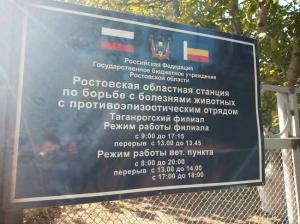 Российская Федерация
Государственное бюджетное учреждение
Ростовской области
Ростовская областная станция
по борьбе с болезнями животных
с противоэпизоотическим отрядом
Таганрогский филиал
Режим работы филиала
с 9:00 до 17:15
перерыв с 13.00 до 13.45
Режим работы вет. пункта
с 8:00 до 20:00
перерыв с 13.00 до 14.00
с 17:00 до 18:00